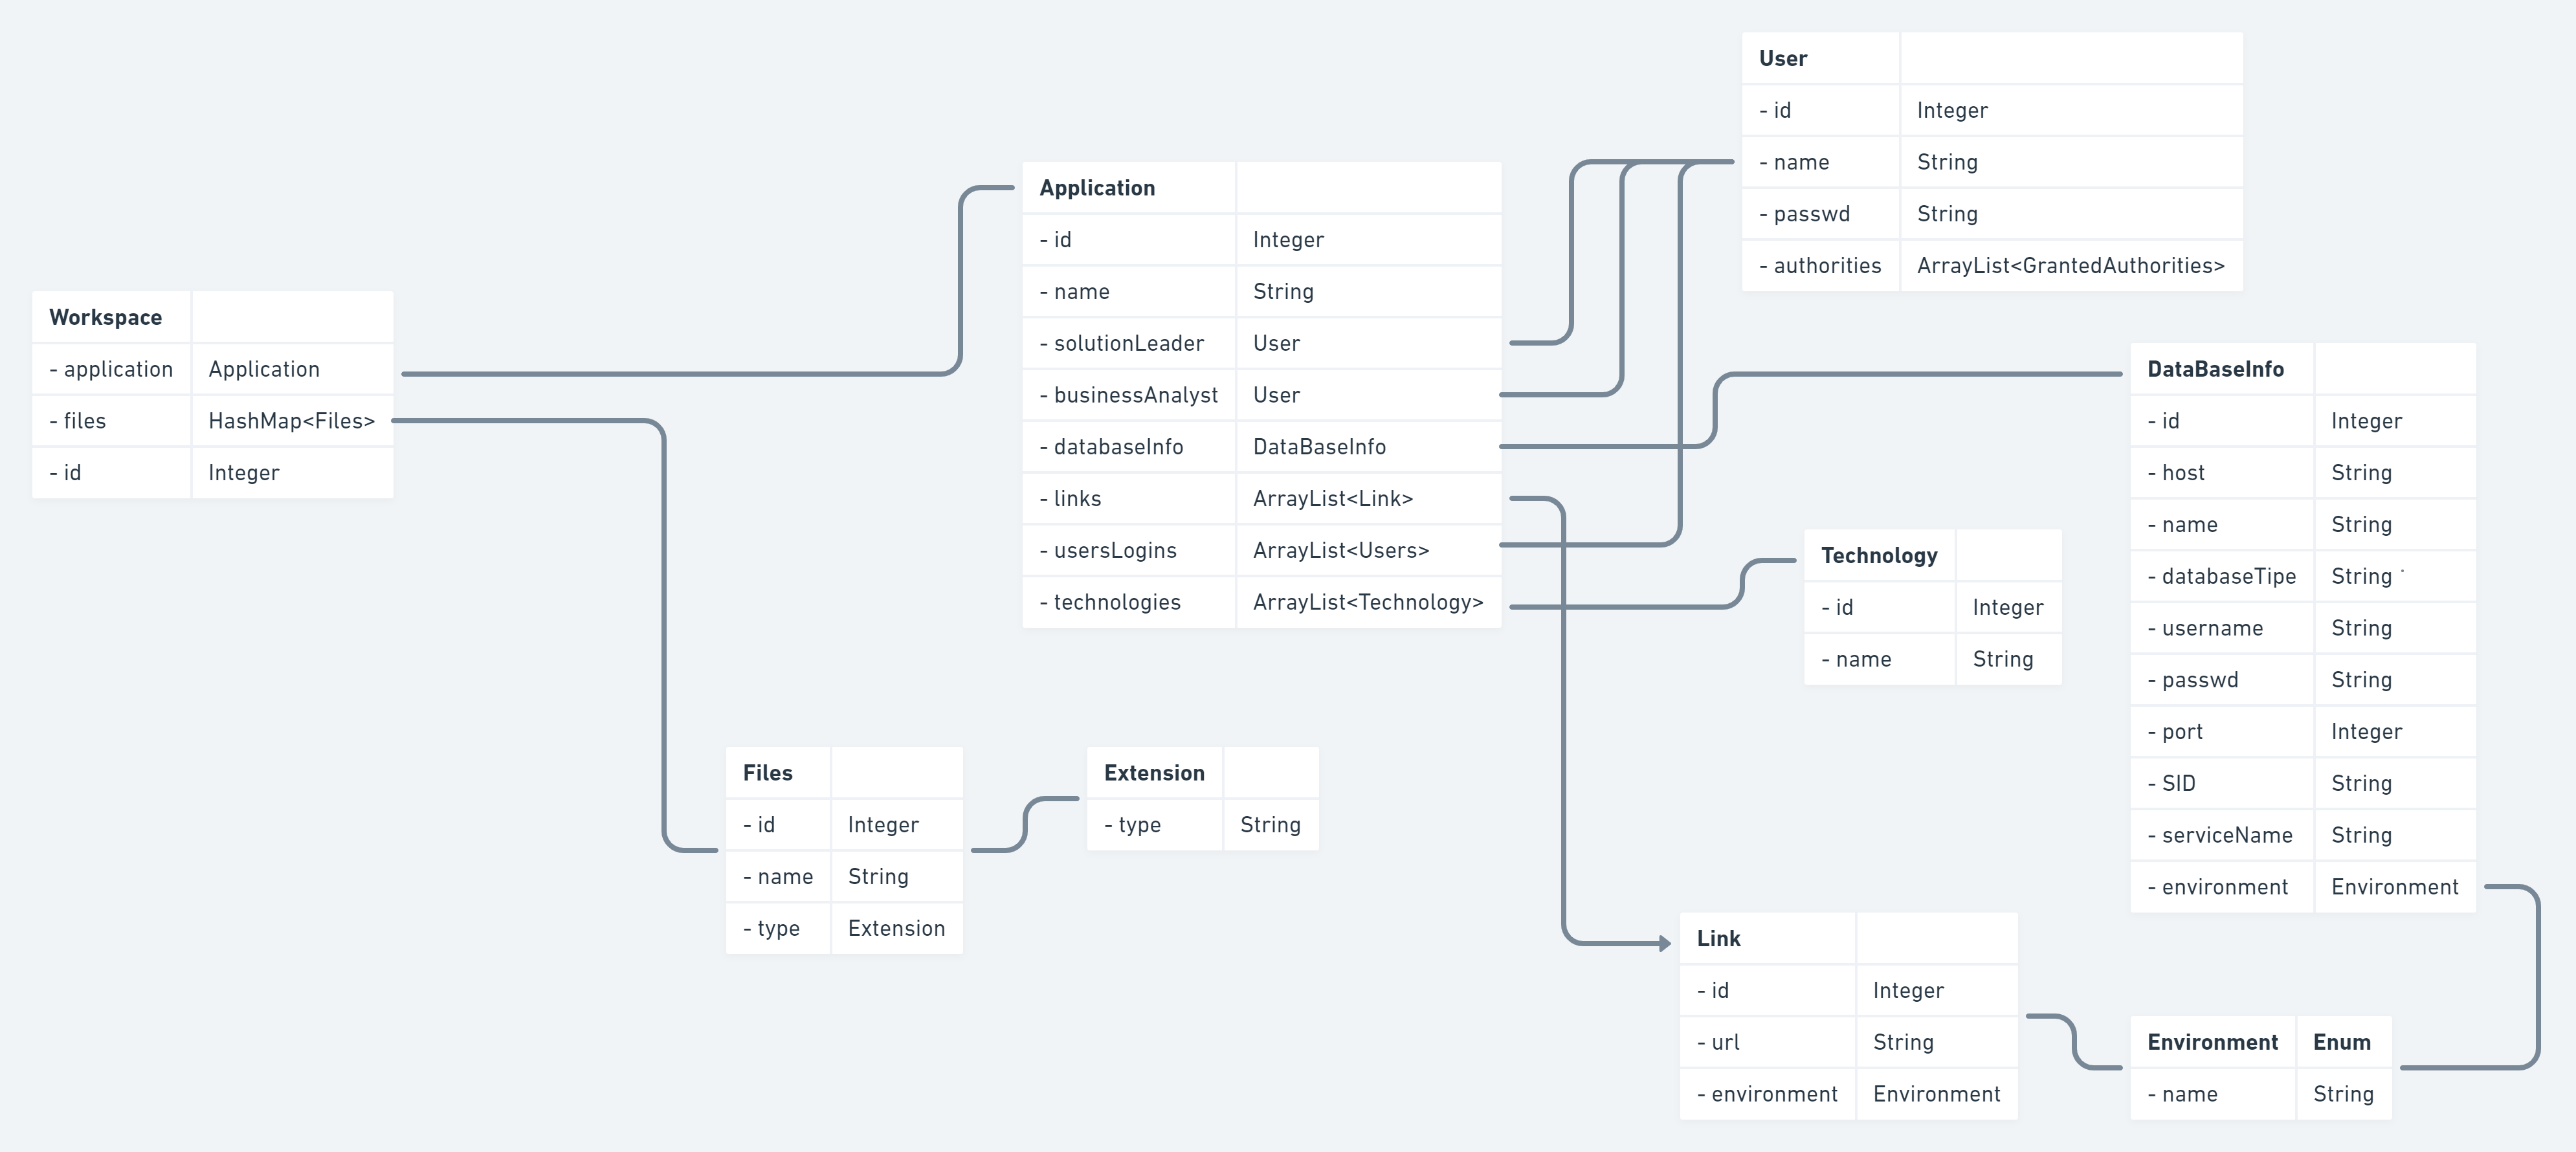 User
- id Integer
- name String
- passwd String
- authorities ArrayList<GrantedAuthorities>
Application
- id Integer
- name String
- solutionLeader User
- businessAnalyst User
- databaseInfo DataBaseInfo
- links ArrayList<Link>
- usersLogins ArrayList<Users>
- technologies ArrayList<Technology>
Workspace
- application Application
- files HashMap<Files>
- id Integer
DataBaseInfo
- id Integer
- host String
- name String
- databaseTipe String
- username String
- passwd String
- port Integer
- SID String
- serviceName String
- environment Environment
Technology
- id Integer
- name String
Files
- id Integer
- name String
- type Extension
Extension
- type String
Link
- id Integer
- url String
- environment Environment
Environment Enum
- name String